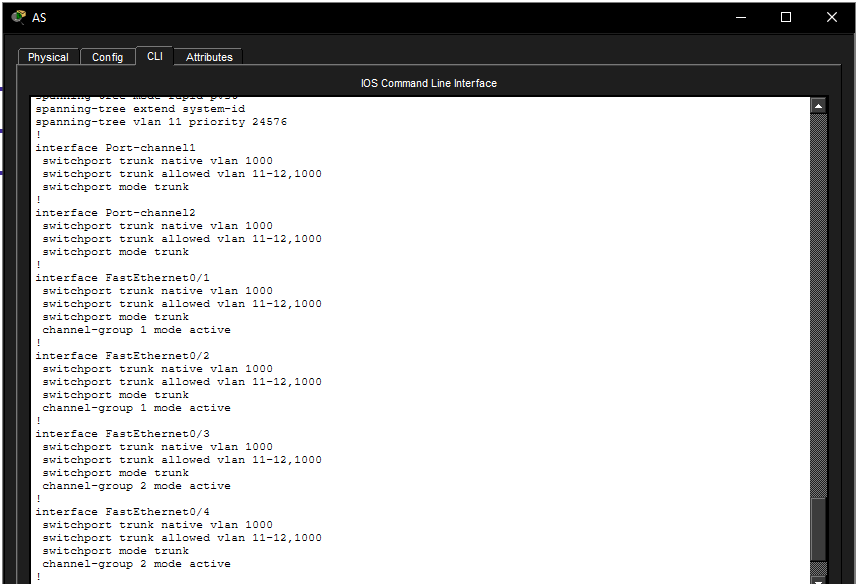 AS
Physical Config CLI Attributes
IOS Command Line Interface
spanning-tree mode rapid-pvst
spanning-tree extend system-id
spanning-tree vlan 11 priority 24576
!
interface Port-channel1
 switchport trunk native vlan 1000
 switchport trunk allowed vlan 11-12,1000
 switchport mode trunk
!
interface Port-channel2
 switchport trunk native vlan 1000
 switchport trunk allowed vlan 11-12,1000
 switchport mode trunk
!
interface FastEthernet0/1
 switchport trunk native vlan 1000
 switchport trunk allowed vlan 11-12,1000
 switchport mode trunk
 channel-group 1 mode active
!
interface FastEthernet0/2
 switchport trunk native vlan 1000
 switchport trunk allowed vlan 11-12,1000
 switchport mode trunk
 channel-group 1 mode active
!
interface FastEthernet0/3
 switchport trunk native vlan 1000
 switchport trunk allowed vlan 11-12,1000
 switchport mode trunk
 channel-group 2 mode active
!
interface FastEthernet0/4
 switchport trunk native vlan 1000
 switchport trunk allowed vlan 11-12,1000
 switchport mode trunk
 channel-group 2 mode active
!